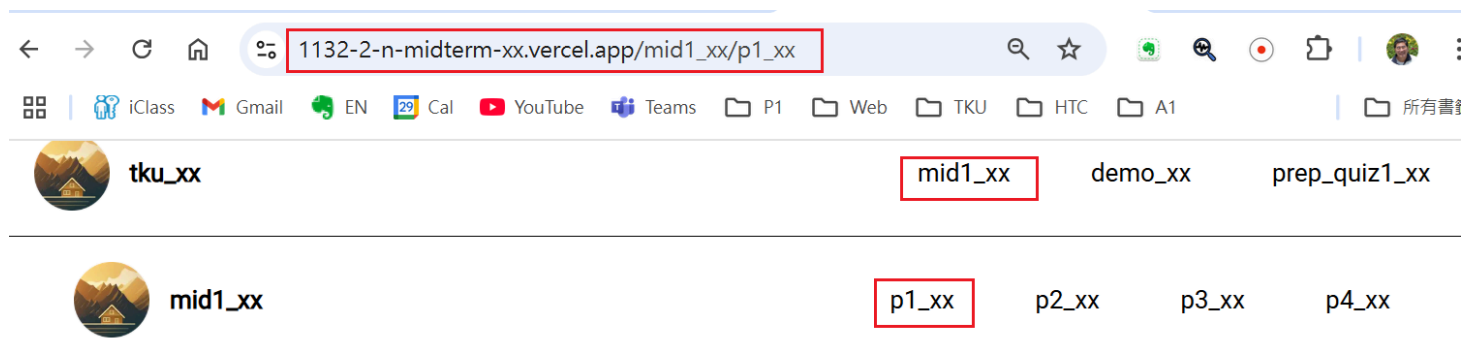 1132-2-n-midterm-xx.vercel.app/mid1_xx/p1_xx
iClass Gmail EN 29 Cal YouTube Teams P1 Web TKU HTC A1 所有書籤
tku_xx mid1_xx demo_xx prep_quiz1_xx
mid1_xx p1_xx p2_xx p3_xx p4_xx